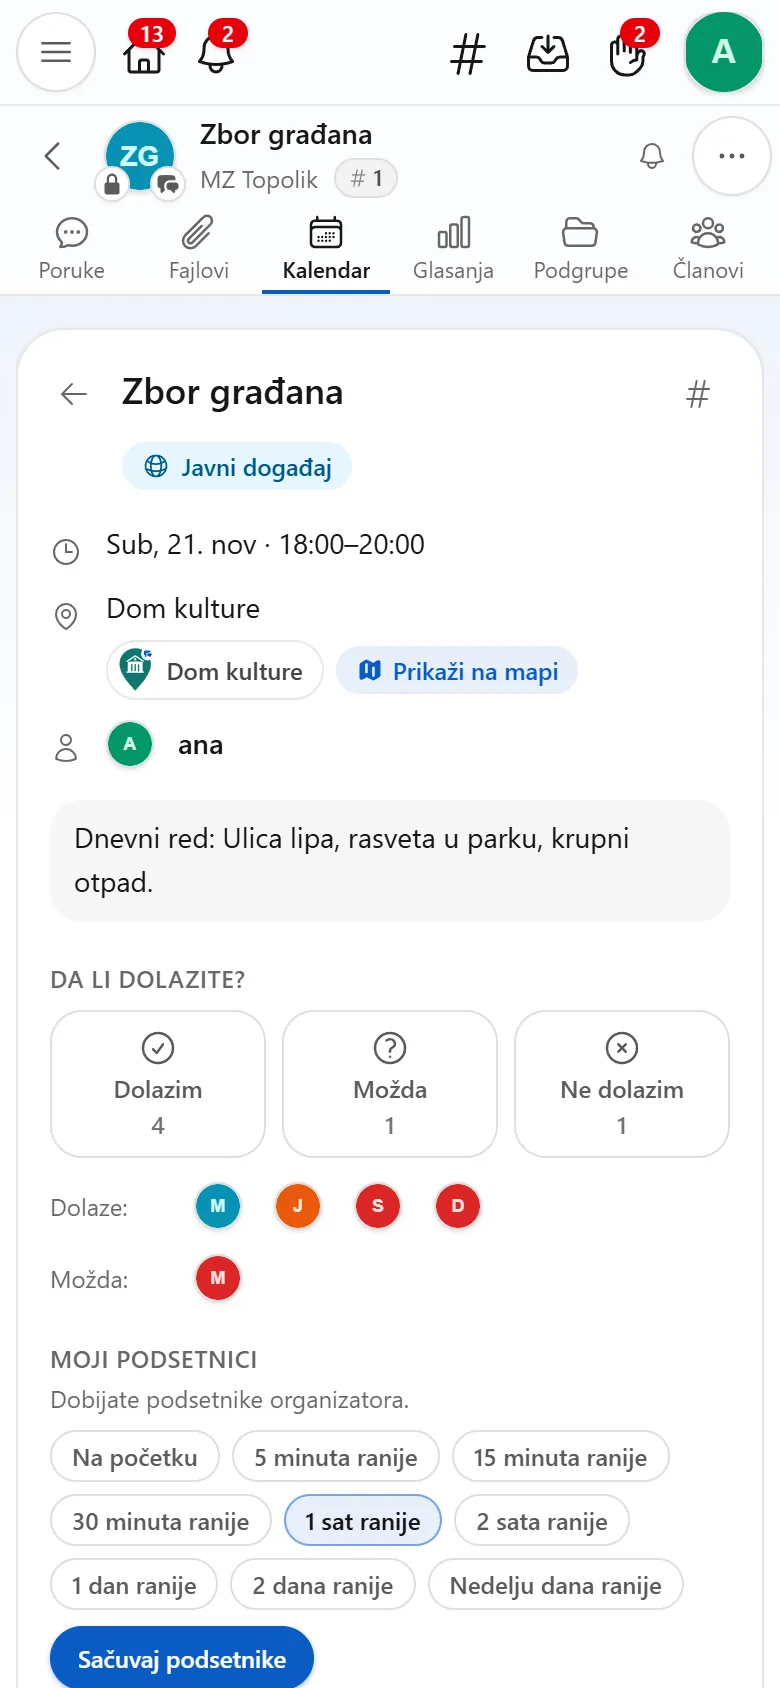 13
2
2
A
ZG
Zbor građana
MZ Topolik
# 1
Poruke
Fajlovi
Kalendar
Glasanja
Podgrupe
Članovi
Zbor građana
#
Javni događaj
Sub, 21. nov · 18:00–20:00
Dom kulture
Dom kulture
Prikaži na mapi
A
ana
Dnevni red: Ulica lipa, rasveta u parku, krupni
otpad.
DA LI DOLAZITE?
Dolazim
4
Možda
1
Ne dolazim
1
Dolaze:
M
J
S
D
Možda:
M
MOJI PODSETNICI
Dobijate podsetnike organizatora.
Na početku
5 minuta ranije
15 minuta ranije
30 minuta ranije
1 sat ranije
2 sata ranije
1 dan ranije
2 dana ranije
Nedelju dana ranije
Sačuvaj podsetnike